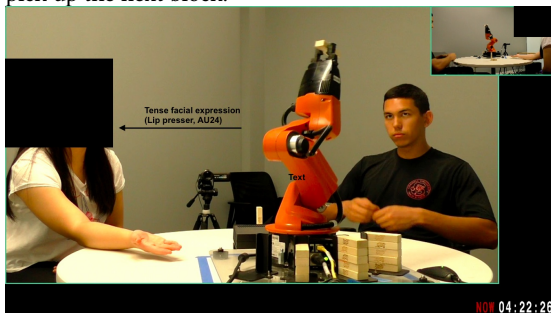 pick up the next block.
Tense facial expression
(Lip presser, AU24)
Text
NOW 04:22:26